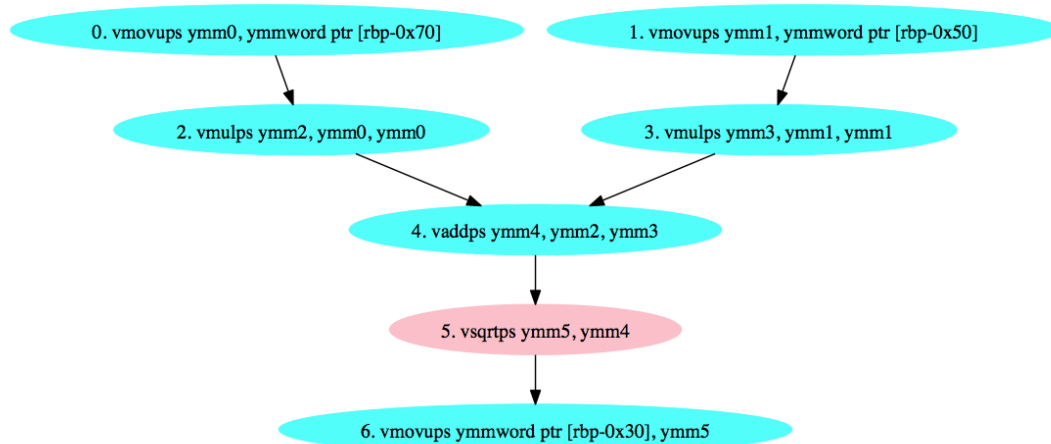 0. vmovups ymm0, ymmword ptr [rbp-0x70]
1. vmovups ymm1, ymmword ptr [rbp-0x50]
2. vmulps ymm2, ymm0, ymm0
3. vmulps ymm3, ymm1, ymm1
4. vaddps ymm4, ymm2, ymm3
5. vsqrtps ymm5, ymm4
6. vmovups ymmword ptr [rbp-0x30], ymm5